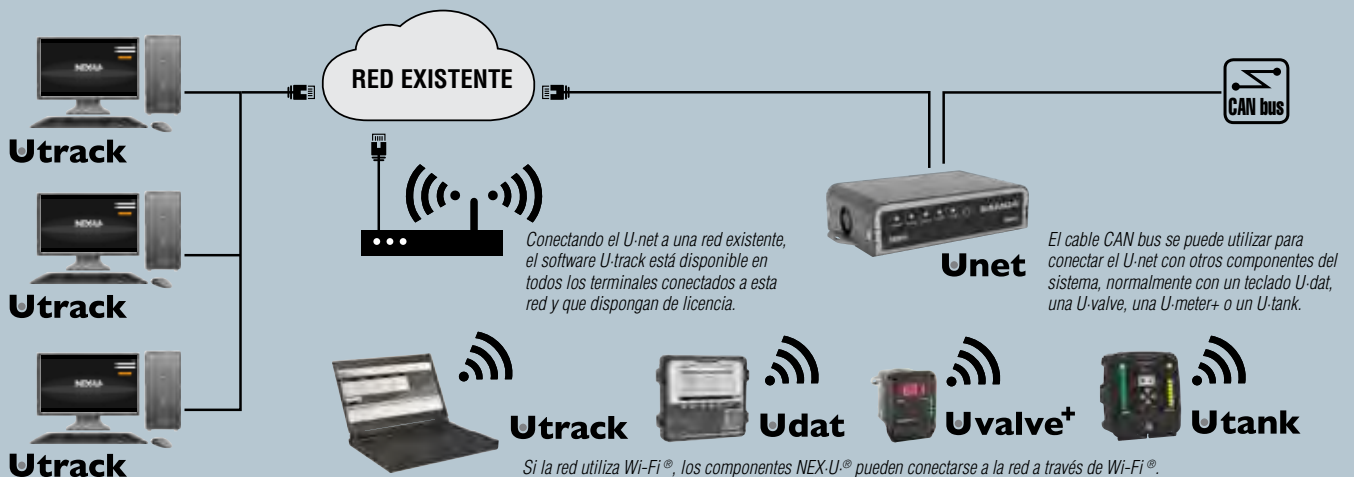 RED EXISTENTE
CAN bus
NEX·U·
Utrack
NEX·U·
Utrack
NEX·U·
Utrack
Conectando el U·net a una red existente,
el software U·track está disponible en
todos los terminales conectados a esta
red y que dispongan de licencia.
Unet
El cable CAN bus se puede utilizar para
conectar el U·net con otros componentes del
sistema, normalmente con un teclado U·dat,
una U·valve, una U·meter+ o un U·tank.
Utrack
Udat
Uvalve+
Utank
Si la red utiliza Wi-Fi ®, los componentes NEX·U·® pueden conectarse a la red a través de Wi-Fi ®.